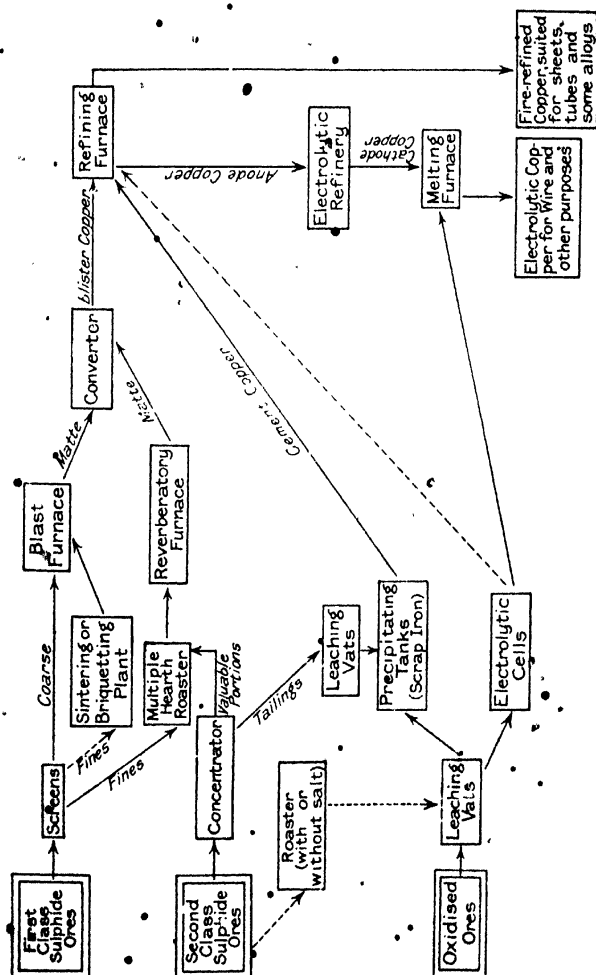 First
Class
Sulphide
Ores
Screens
Coarse
Fines
Fines
Sintering or
Briquetting
Plant
Blast
Furnace
Matte
Convertor
blister Copper
Refining
Furnace
Second
Class
Sulphide
Ores
Concentrator
Valuable
Portions
Multiple
Hearth
Roaster
Reverberatory
Furnace
Matte
Tailings
Leaching
Vats
Roaster
(with or
without salt)
Oxidised Ores
Leaching
Vats
Precipitating
Tanks
(Scrap Iron)
Cement Copper
Electrolytic
Cells
Anode Copper
Electrolytic
Refinery
Cathode
Copper
Melting
Furnace
Fire-refined
Copper, suited
for sheets,
tubes and
some alloys
Electrolytic Cop-
per for Wire and
other purposes